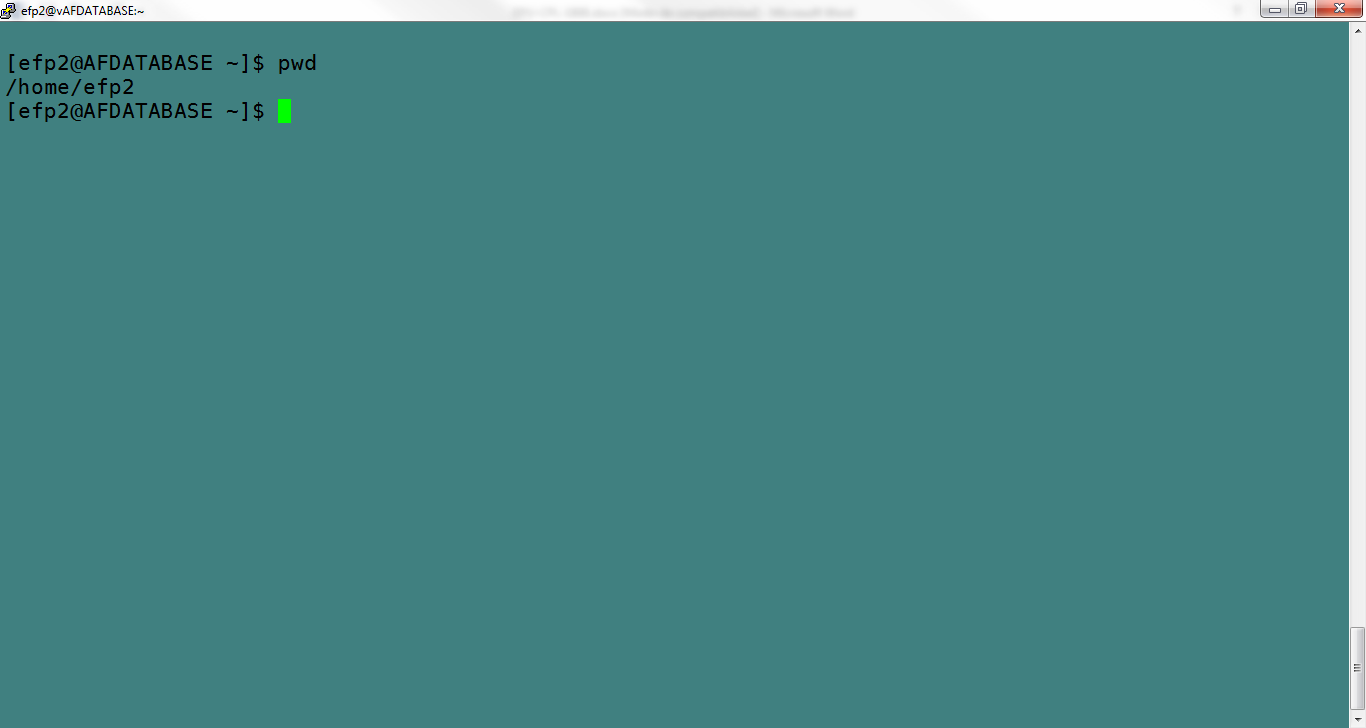 efp2@vAFDATABASE:~
[efp2@AFDATABASE ~]$ pwd
/home/efp2
[efp2@AFDATABASE ~]$